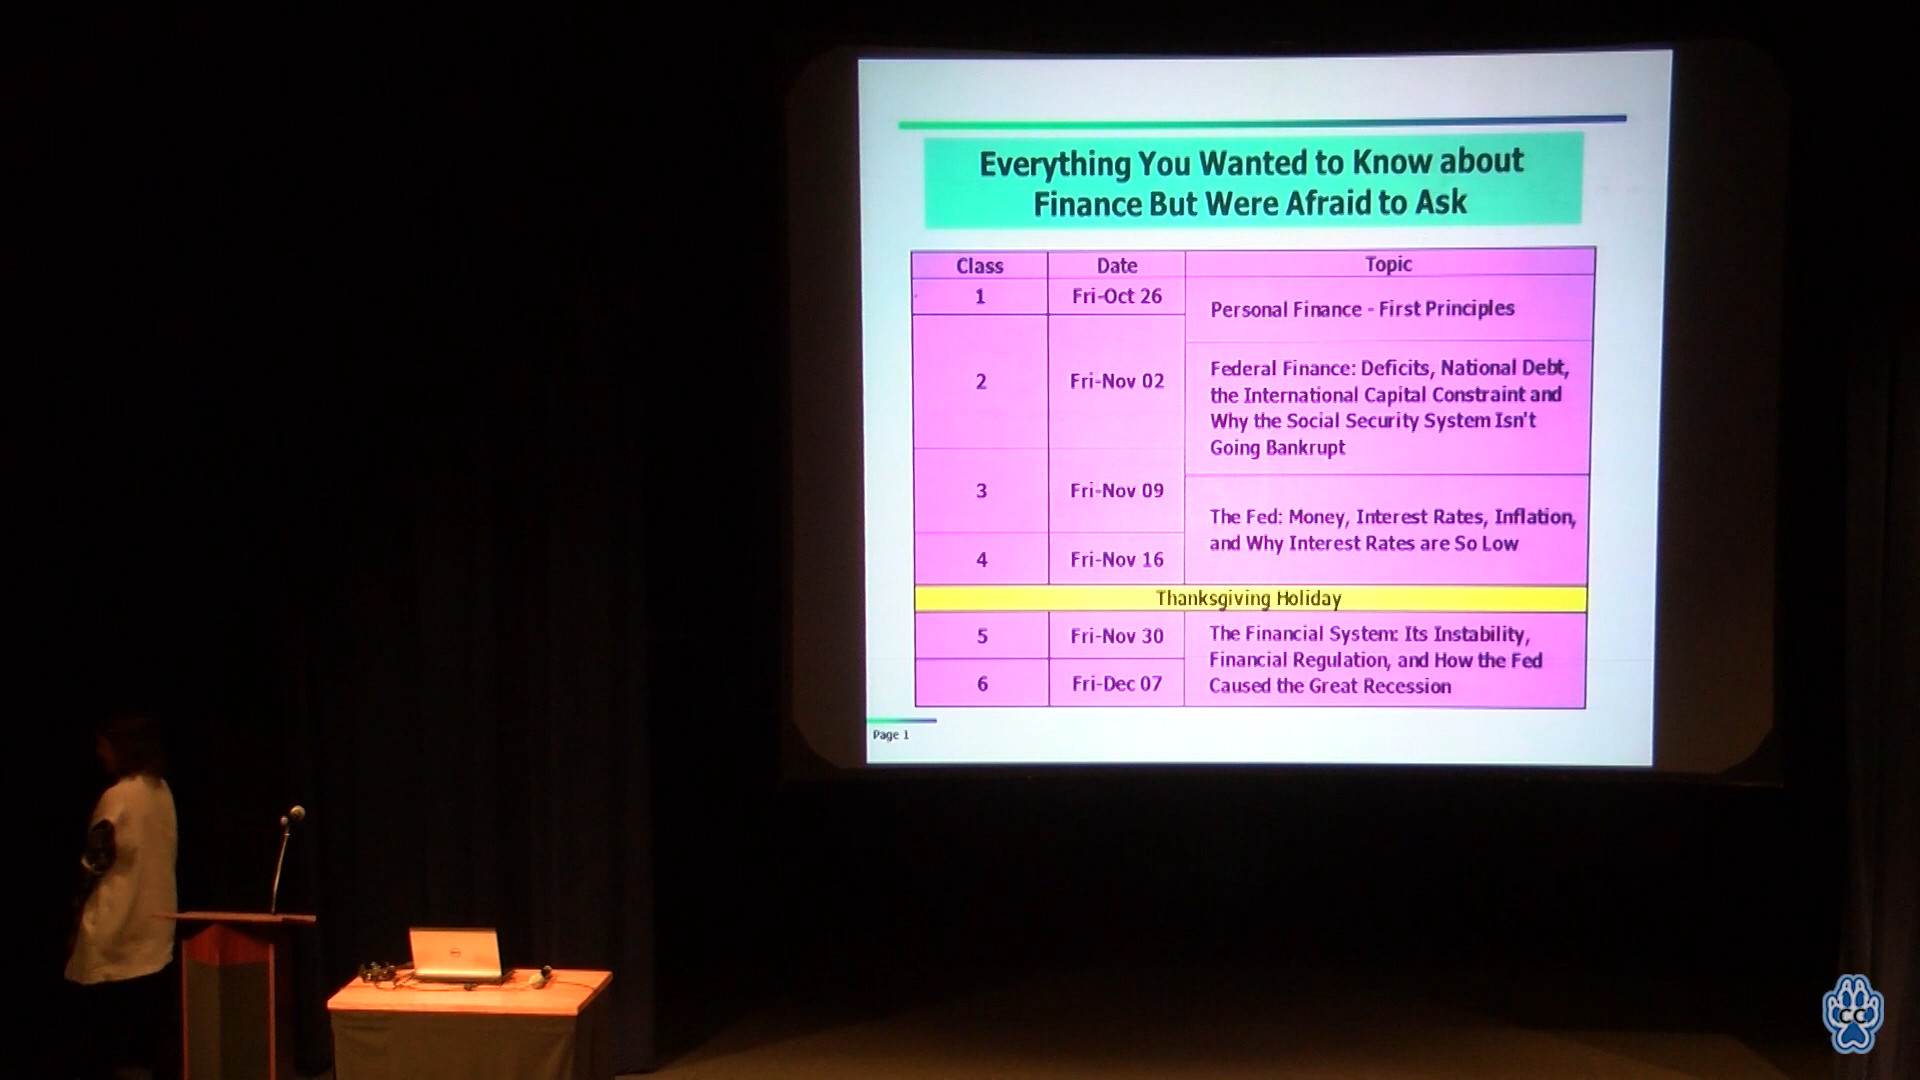 Everything You Wanted to Know about
Finance But Were Afraid to Ask
Class Date Topic
1 Fri-Oct 26
Personal Finance - First Principles
2 Fri-Nov 02
Federal Finance: Deficits, National Debt,
the International Capital Constraint and
Why the Social Security System Isn't
Going Bankrupt
3 Fri-Nov 09
The Fed: Money, Interest Rates, Inflation,
and Why Interest Rates are So Low
4 Fri-Nov 16
Thanksgiving Holiday
5 Fri-Nov 30
The Financial System: Its Instability,
Financial Regulation, and How the Fed
Caused the Great Recession
6 Fri-Dec 07
Page 1
CC